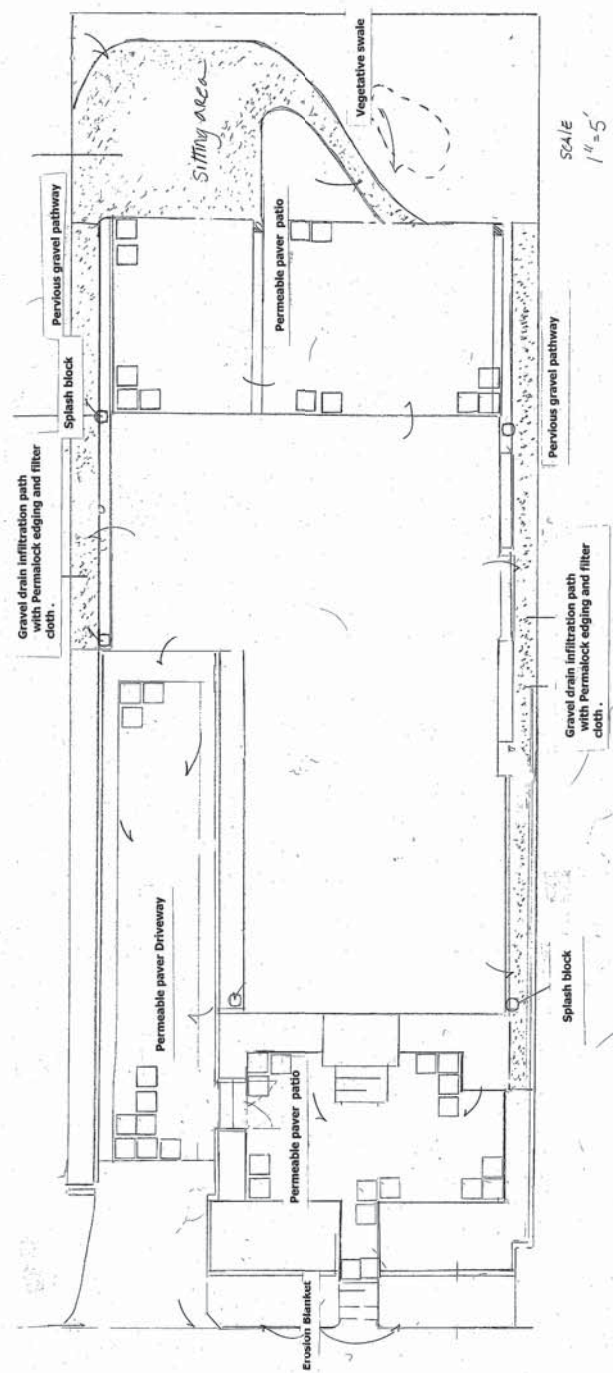 Gravel drain infiltration path
with Permalock edging and filter
cloth .
Splash block
Pervious gravel pathway
sitting area
Permeable paver Driveway
Permeable paver patio
Vegetative swale
Erosion Blanket
Permeable paver patio
Splash block
Gravel drain infiltration path
with Permalock edging and filter
cloth .
Pervious gravel pathway
SCALE
1"=5'